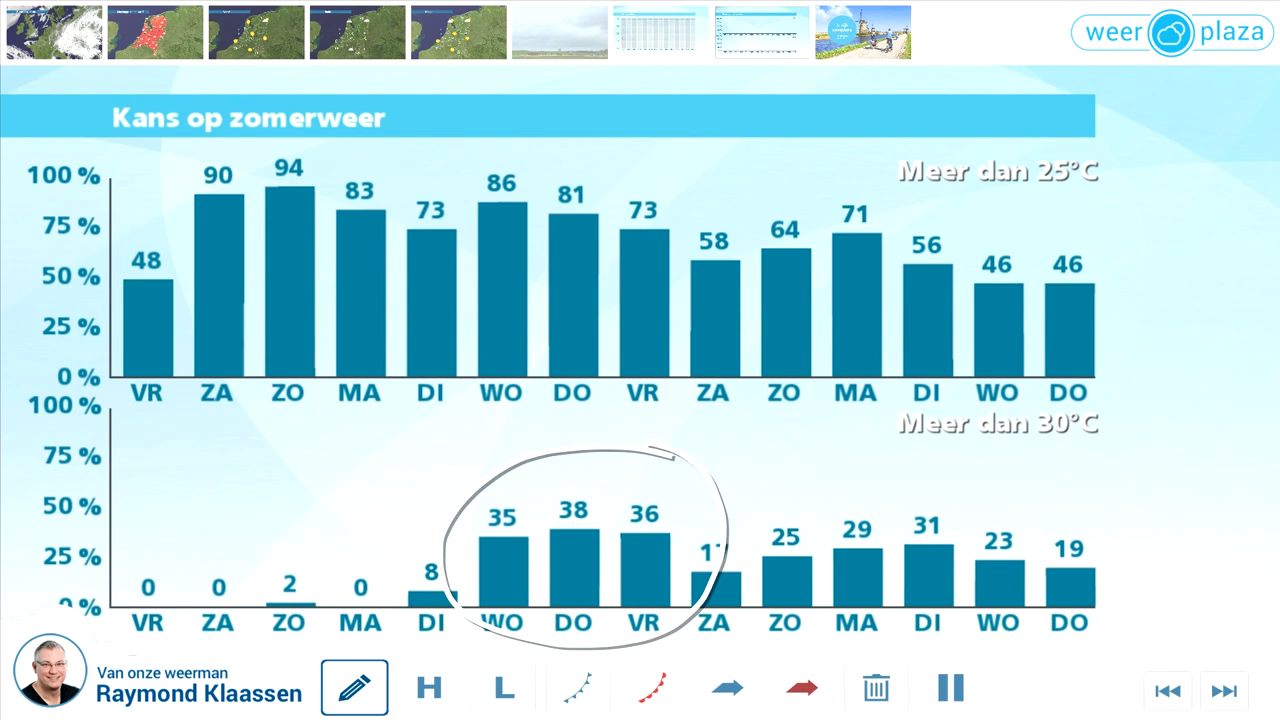 weer plaza
Kans op zomerweer
Meer dan 25°C
100 %
75 %
50 %
25 %
0 %
48 90 94 83 73 86 81 73 58 64 71 56 46 46
VR ZA ZO MA DI WO DO VR ZA ZO MA DI WO DO
Meer dan 30°C
100 %
75 %
50 %
25 %
0 %
0 0 2 0 8 35 38 36 17 25 29 31 23 19
VR ZA ZO MA DI WO DO VR ZA ZO MA DI WO DO
Van onze weerman
Raymond Klaassen
H L